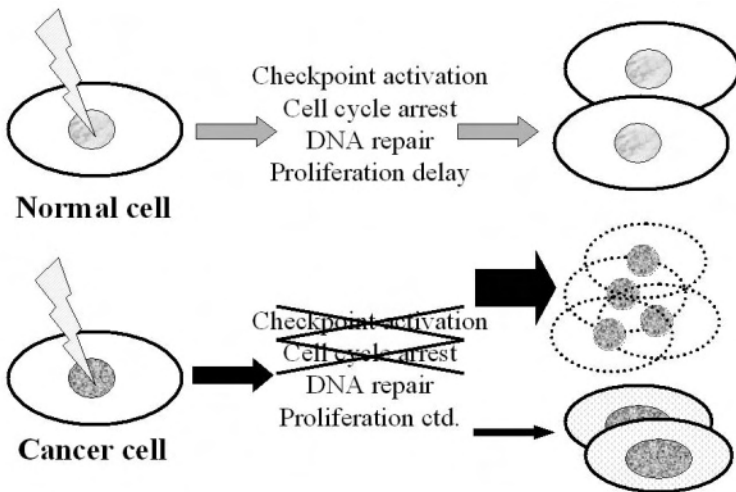 Checkpoint activation
Cell cycle arrest
DNA repair
Proliferation delay
Normal cell
Checkpoint activation
Cell cycle arrest
DNA repair
Proliferation ctd.
Cancer cell